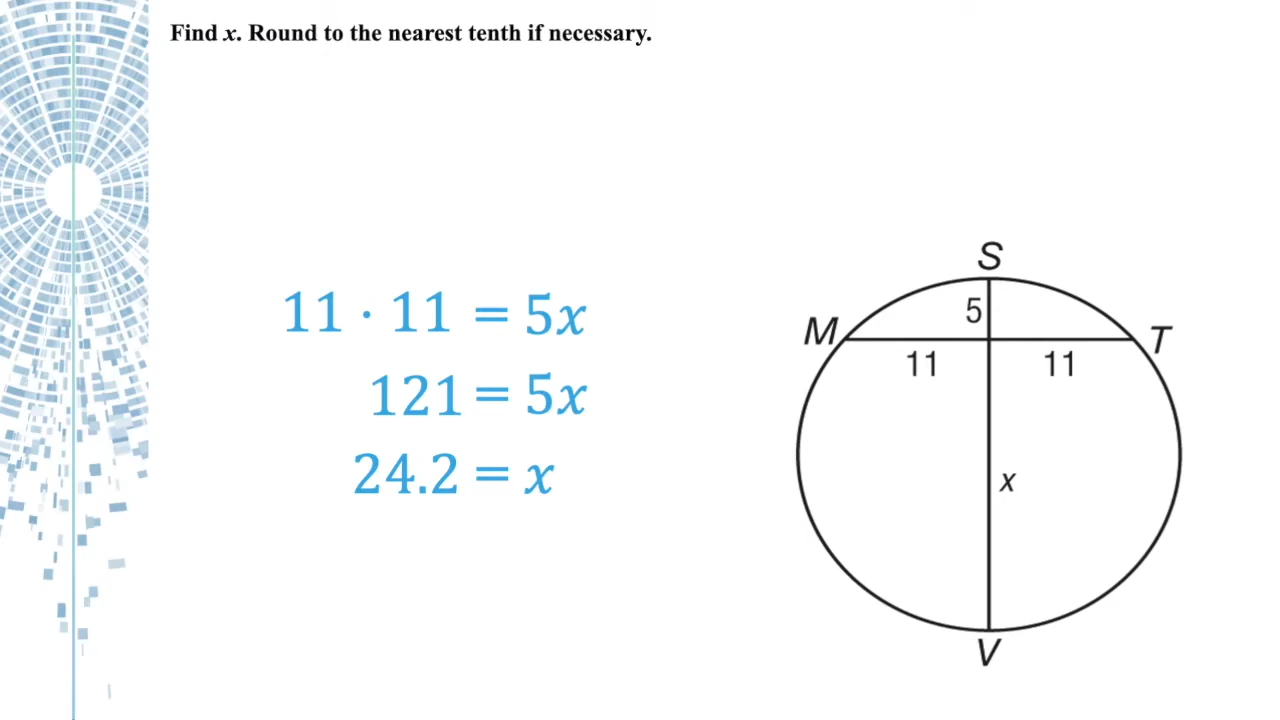 Find x. Round to the nearest tenth if necessary.
11 · 11 = 5x
121 = 5x
24.2 = x
S
5
M
T
11 11
x
V